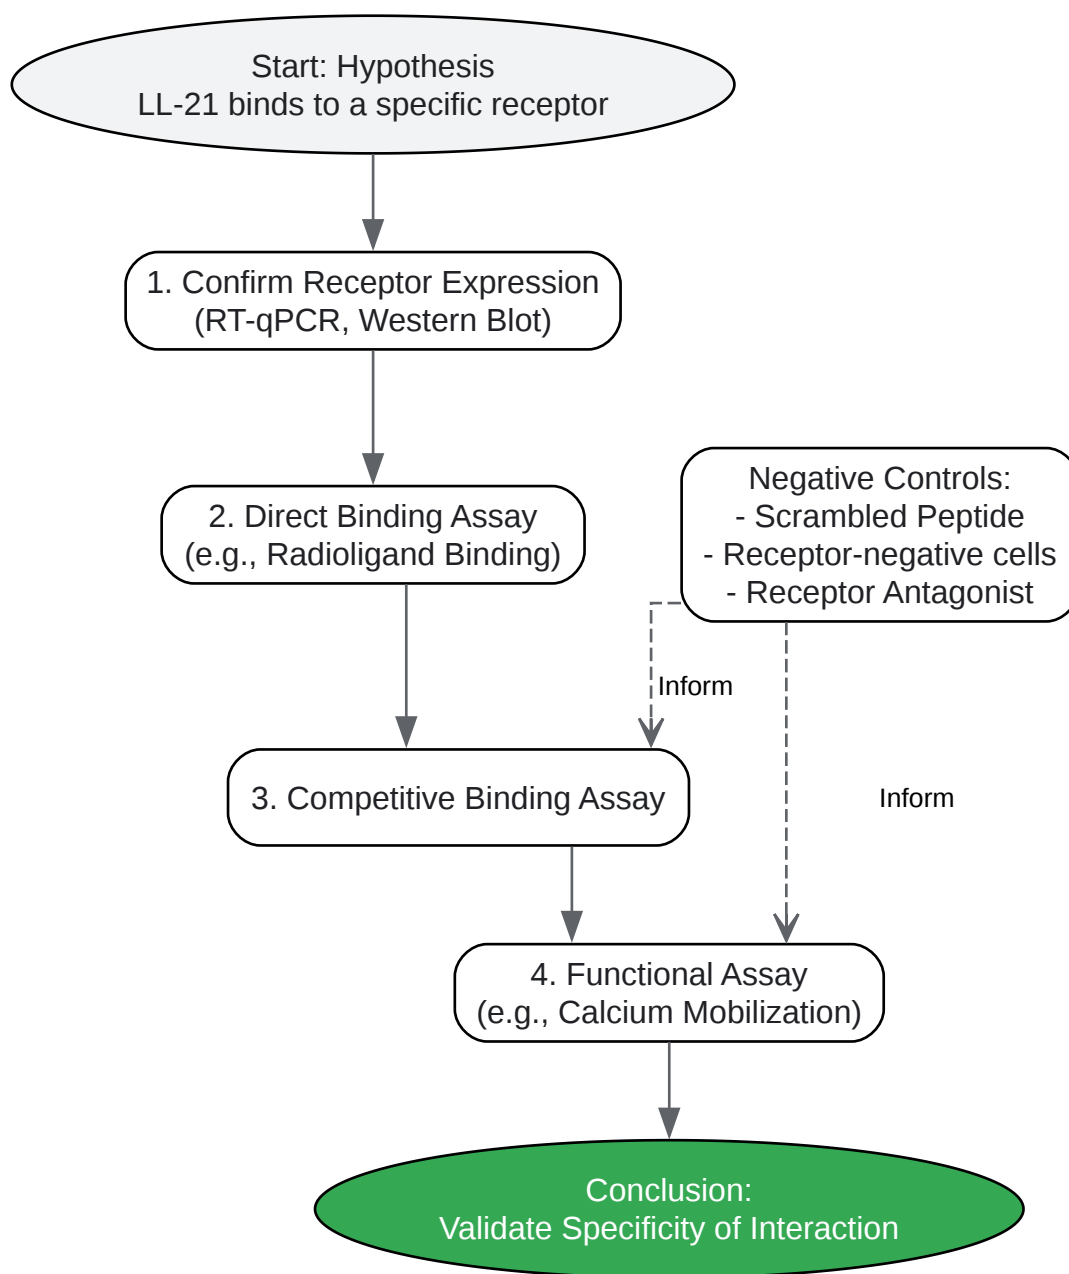 Start: Hypothesis
LL-21 binds to a specific receptor
1. Confirm Receptor Expression
(RT-qPCR, Western Blot)
2. Direct Binding Assay
(e.g., Radioligand Binding)
Negative Controls:
- Scrambled Peptide
- Receptor-negative cells
- Receptor Antagonist
Inform
3. Competitive Binding Assay
Inform
4. Functional Assay
(e.g., Calcium Mobilization)
Conclusion:
Validate Specificity of Interaction